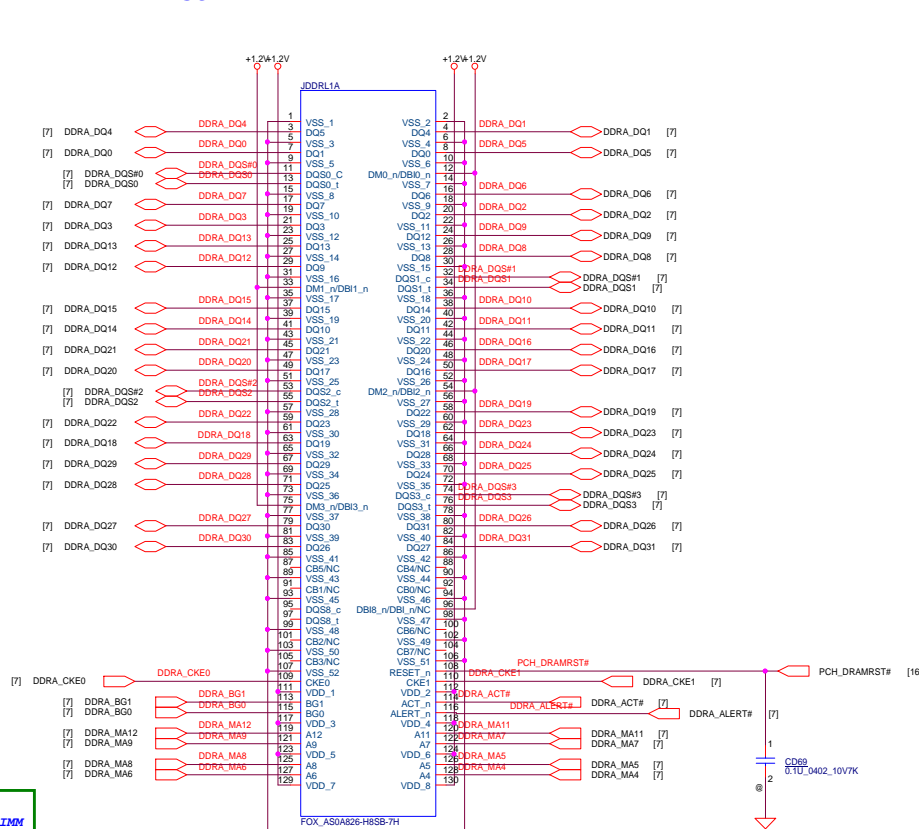 +1.2V +1.2V +1.2V +1.2V
JDDRL1A
1 VSS_1 VSS_2 2
[7] DDRA_DQ4 DDRA_DQ4 3 DQ5 DQ4 4 DDRA_DQ1 DDRA_DQ1 [7]
5 VSS_3 VSS_4 6
[7] DDRA_DQ0 DDRA_DQ0 7 DQ1 DQ0 8 DDRA_DQ5 DDRA_DQ5 [7]
9 VSS_5 VSS_6 10
[7] DDRA_DQS#0 DDRA_DQS#0 11 DQS0_C DM0_n/DBI0_n 12
[7] DDRA_DQS0 DDRA_DQS0 13 DQS0_t VSS_7 14
15 VSS_8 DQ6 16 DDRA_DQ6 DDRA_DQ6 [7]
[7] DDRA_DQ7 DDRA_DQ7 17 DQ7 VSS_9 18
19 VSS_10 DQ2 20 DDRA_DQ2 DDRA_DQ2 [7]
[7] DDRA_DQ3 DDRA_DQ3 21 DQ3 VSS_11 22
23 VSS_12 DQ12 24 DDRA_DQ9 DDRA_DQ9 [7]
[7] DDRA_DQ13 DDRA_DQ13 25 DQ13 VSS_13 26
27 VSS_14 DQ8 28 DDRA_DQ8 DDRA_DQ8 [7]
[7] DDRA_DQ12 DDRA_DQ12 29 DQ9 VSS_15 30
31 VSS_16 DQS1_c 32 DDRA_DQS#1 DDRA_DQS#1 [7]
33 DM1_n/DBI1_n DQS1_t 34 DDRA_DQS1 DDRA_DQS1 [7]
35 VSS_17 VSS_18 36
[7] DDRA_DQ15 DDRA_DQ15 37 DQ15 DQ14 38 DDRA_DQ10 DDRA_DQ10 [7]
39 VSS_19 VSS_20 40
[7] DDRA_DQ14 DDRA_DQ14 41 DQ10 DQ11 42 DDRA_DQ11 DDRA_DQ11 [7]
43 VSS_21 VSS_22 44
[7] DDRA_DQ21 DDRA_DQ21 45 DQ21 DQ20 46 DDRA_DQ16 DDRA_DQ16 [7]
47 VSS_23 VSS_24 48
[7] DDRA_DQ20 DDRA_DQ20 49 DQ17 DQ16 50 DDRA_DQ17 DDRA_DQ17 [7]
51 VSS_25 VSS_26 52
[7] DDRA_DQS#2 DDRA_DQS#2 53 DQS2_c DM2_n/DBI2_n 54
[7] DDRA_DQS2 DDRA_DQS2 55 DQS2_t VSS_27 56
57 VSS_28 DQ22 58 DDRA_DQ19 DDRA_DQ19 [7]
[7] DDRA_DQ22 DDRA_DQ22 59 DQ23 VSS_29 60
61 VSS_30 DQ18 62 DDRA_DQ23 DDRA_DQ23 [7]
[7] DDRA_DQ18 DDRA_DQ18 63 DQ19 VSS_31 64
65 VSS_32 DQ28 66 DDRA_DQ24 DDRA_DQ24 [7]
[7] DDRA_DQ29 DDRA_DQ29 67 DQ29 VSS_33 68
69 VSS_34 DQ24 70 DDRA_DQ25 DDRA_DQ25 [7]
[7] DDRA_DQ28 DDRA_DQ28 71 DQ25 VSS_35 72
73 VSS_36 DQS3_c 74 DDRA_DQS#3 DDRA_DQS#3 [7]
75 DM3_n/DBI3_n DQS3_t 76 DDRA_DQS3 DDRA_DQS3 [7]
77 VSS_37 VSS_38 78
[7] DDRA_DQ27 DDRA_DQ27 79 DQ30 DQ31 80 DDRA_DQ26 DDRA_DQ26 [7]
81 VSS_39 VSS_40 82
[7] DDRA_DQ30 DDRA_DQ30 83 DQ26 DQ27 84 DDRA_DQ31 DDRA_DQ31 [7]
85 VSS_41 VSS_42 86
87 CB5/NC CB4/NC 88
89 VSS_43 VSS_44 90
91 CB1/NC CB0/NC 92
93 VSS_45 VSS_46 94
95 DQS8_c DBI8_n/DBI_n/NC 96
97 DQS8_t VSS_47 98
99 VSS_48 CB6/NC 100
101 CB2/NC VSS_49 102
103 VSS_50 CB7/NC 104
105 CB3/NC VSS_51 106
107 VSS_52 RESET_n 108 PCH_DRAMRST# PCH_DRAMRST# [16
[7] DDRA_CKE0 DDRA_CKE0 109 CKE0 CKE1 110 DDRA_CKE1 DDRA_CKE1 [7]
111 VDD_1 VDD_2 112
[7] DDRA_BG1 DDRA_BG1 113 BG1 ACT_n 114 DDRA_ACT# DDRA_ACT# [7]
[7] DDRA_BG0 DDRA_BG0 115 BG0 ALERT_n 116 DDRA_ALERT# DDRA_ALERT# [7]
117 VDD_3 VDD_4 118
[7] DDRA_MA12 DDRA_MA12 119 A12 A11 120 DDRA_MA11 DDRA_MA11 [7]
[7] DDRA_MA9 DDRA_MA9 121 A9 A7 122 DDRA_MA7 DDRA_MA7 [7]
123 VDD_5 VDD_6 124
[7] DDRA_MA8 DDRA_MA8 125 A8 A5 126 DDRA_MA5 DDRA_MA5 [7]
[7] DDRA_MA6 DDRA_MA6 127 A6 A4 128 DDRA_MA4 DDRA_MA4 [7]
129 VDD_7 VDD_8 130
1
CD69
0.1U_0402_10V7K
2
@
FOX_AS0A826-H8SB-7H
IMM